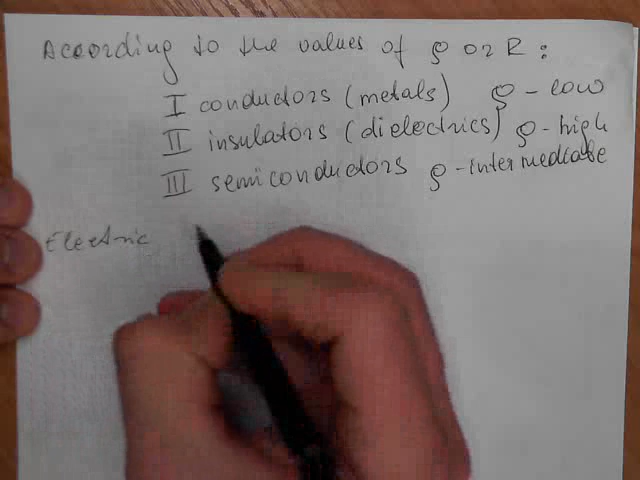 According to the values of ρ or R:
I conductors (metals) ρ - low
II insulators (dielectrics) ρ - high
III semiconductors ρ - intermediate
Electric